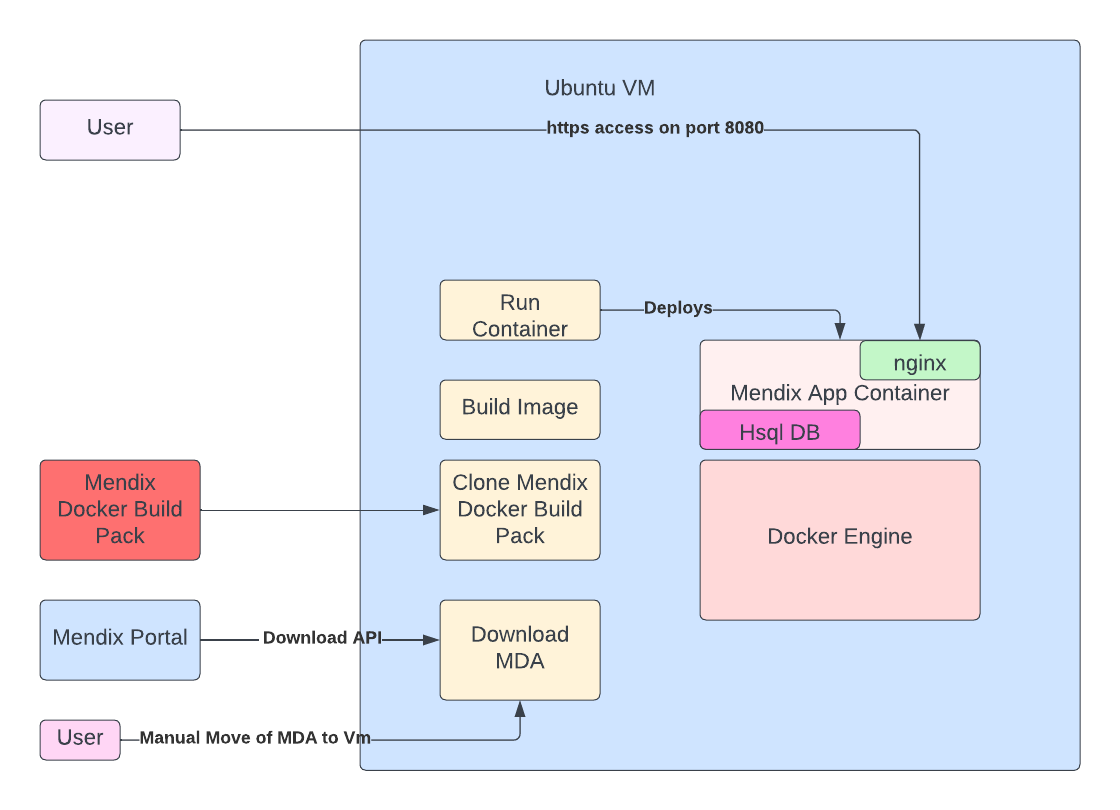 Ubuntu VM
User
https access on port 8080
Run
Container
Deploys
nginx
Mendix App Container
Build Image
Hsql DB
Mendix
Docker Build
Pack
Clone Mendix
Docker Build
Pack
Docker Engine
Mendix Portal
Download API
Download
MDA
User
Manual Move of MDA to Vm